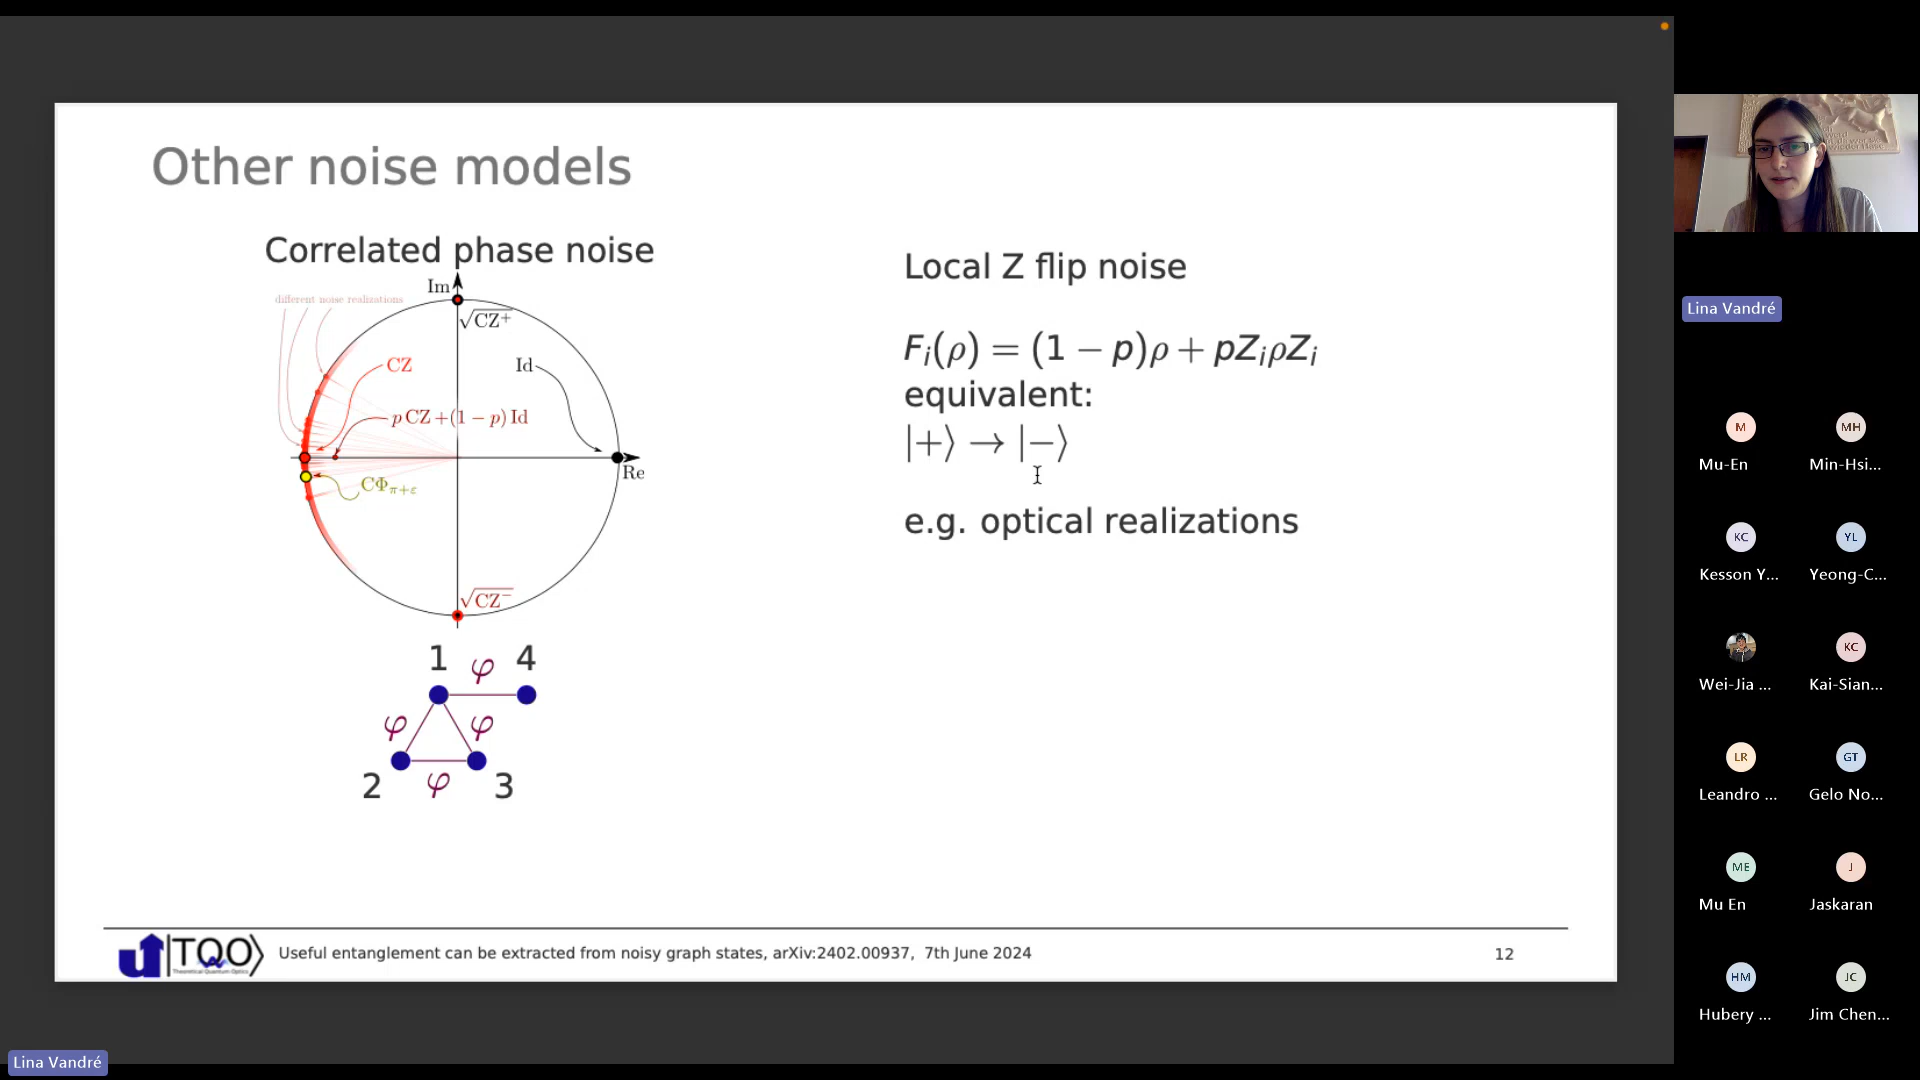 Other noise models
Correlated phase noise
Im
different noise realizations
√CZ⁺
CZ
Id
p CZ +(1 − p) Id
Re
CΦπ+ε
√CZ⁻
1 φ 4
φ φ
2 φ 3
Local Z flip noise
Fᵢ(ρ) = (1 − p)ρ + pZᵢρZᵢ
equivalent:
|+⟩ → |−⟩
e.g. optical realizations
|TQO⟩
Theoretical Quantum Optics
Useful entanglement can be extracted from noisy graph states, arXiv:2402.00937, 7th June 2024
12
Lina Vandré
Lina Vandré
M
MH
Mu-En
Min-Hsi...
KC
YL
Kesson Y...
Yeong-C...
KC
Wei-Jia ...
Kai-Sian...
LR
GT
Leandro ...
Gelo No...
ME
J
Mu En
Jaskaran
HM
JC
Hubery ...
Jim Chen...